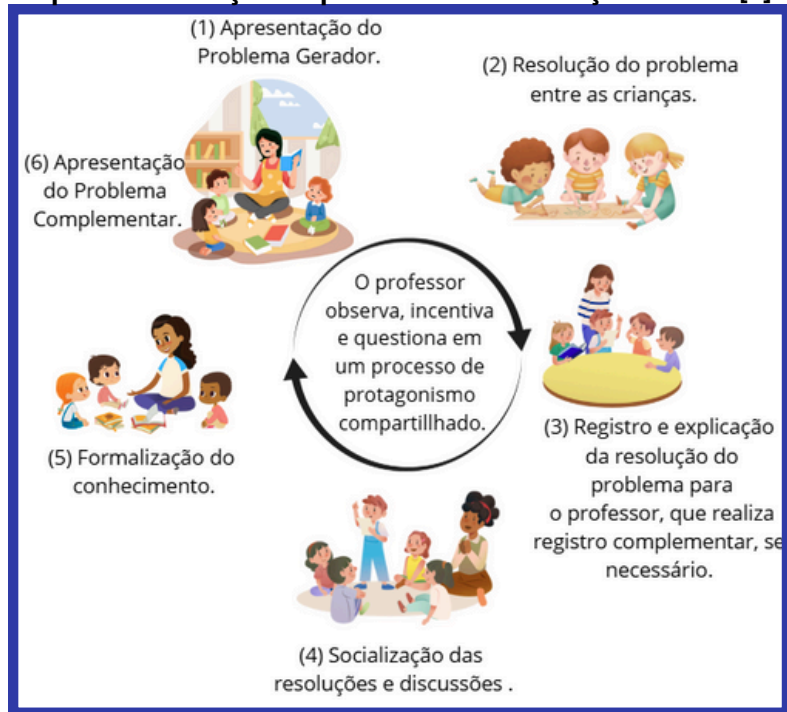 (1) Apresentação do
Problema Gerador.
(2) Resolução do problema
entre as crianças.
(3) Registro e explicação
da resolução do
problema para
o professor, que realiza
registro complementar, se
necessário.
(4) Socialização das
resoluções e discussões .
(5) Formalização do
conhecimento.
(6) Apresentação
do Problema
Complementar.
O professor
observa, incentiva
e questiona em
um processo de
protagonismo
compartillhado.